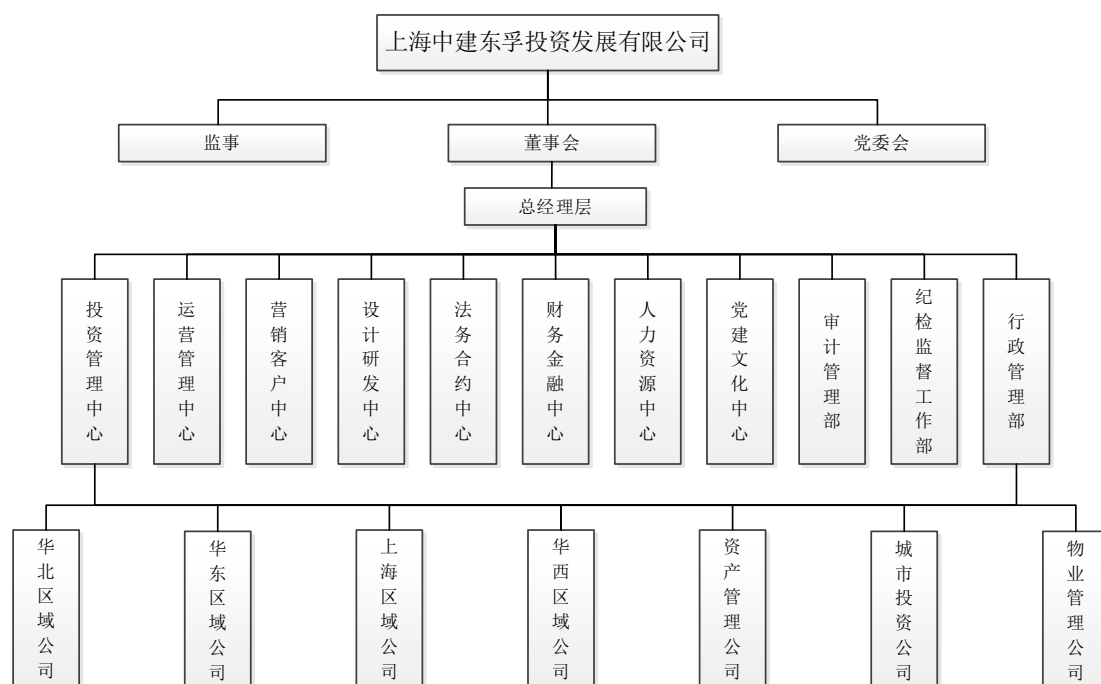 上海中建东孚投资发展有限公司
监事
董事会
党委会
总经理层
投资管理中心
运营管理中心
营销客户中心
设计研发中心
法务合约中心
财务金融中心
人力资源中心
党建文化中心
审计管理部
纪检监督工作部
行政管理部
华北区域公司
华东区域公司
上海区域公司
华西区域公司
资产管理公司
城市投资公司
物业管理公司